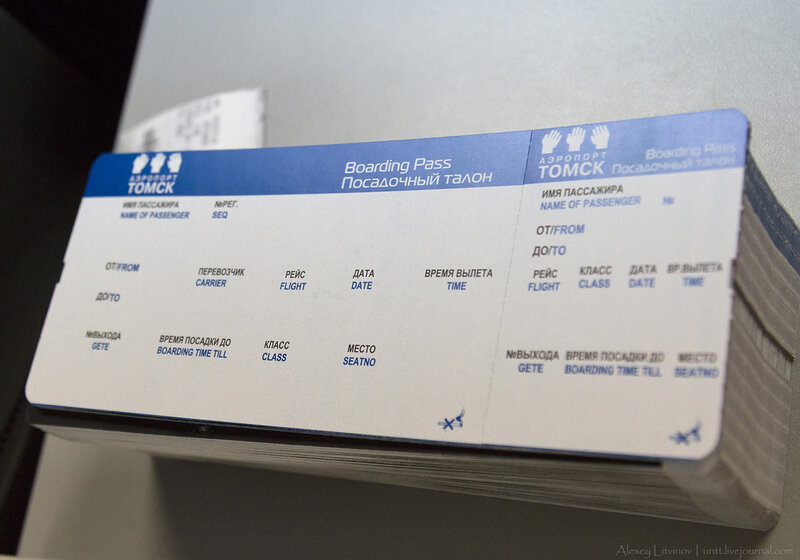 АЭРОПОРТ
ТОМСК
Boarding Pass
Посадочный талон
ИМЯ ПАССАЖИРА
NAME OF PASSENGER
№РЕГ.
SEQ
ОТ/FROM
ПЕРЕВОЗЧИК
CARRIER
РЕЙС
FLIGHT
ДАТА
DATE
ВРЕМЯ ВЫЛЕТА
TIME
ДО/TO
№ВЫХОДА
GETE
ВРЕМЯ ПОСАДКИ ДО
BOARDING TIME TILL
КЛАСС
CLASS
МЕСТО
SEATNO
АЭРОПОРТ
ТОМСК
Boarding Pass
Посадочный талон
ИМЯ ПАССАЖИРА
NAME OF PASSENGER
№
ОТ/FROM
ДО/TO
РЕЙС
FLIGHT
КЛАСС
CLASS
ДАТА
DATE
ВР.ВЫЛЕТА
TIME
№ВЫХОДА
GETE
ВРЕМЯ ПОСАДКИ ДО
BOARDING TIME TILL
МЕСТО
SEATNO
Alexey Litvinov / untt.livejournal.com